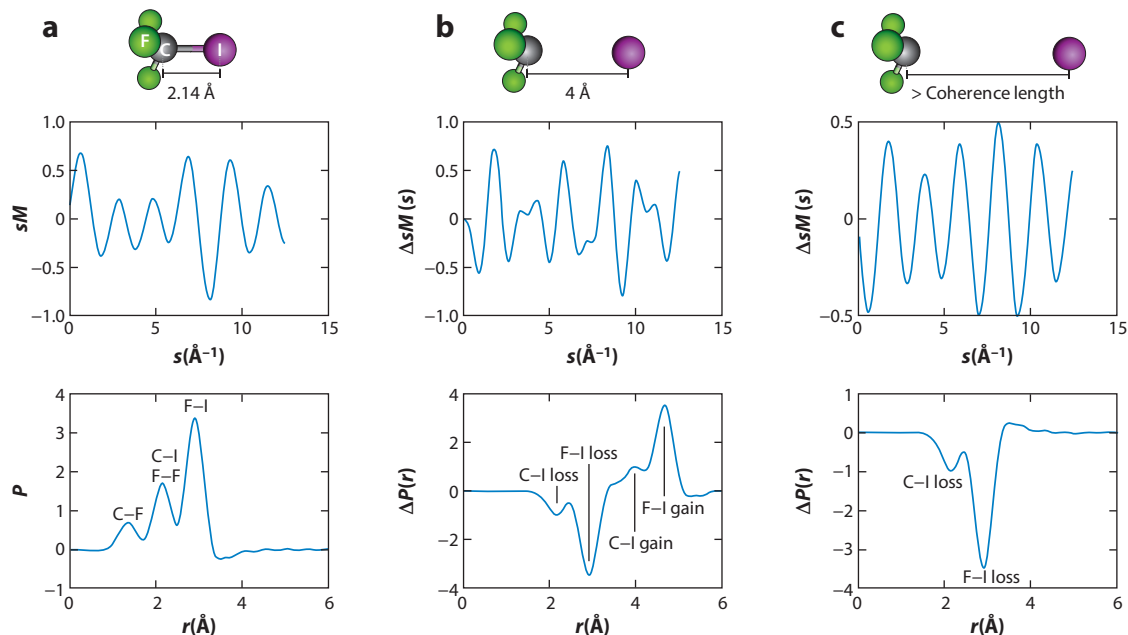 a
F
C
I
2.14 Å
1.0
0.5
0
−0.5
−1.0
sM
0
5
10
15
s(Å⁻¹)
4
3
2
1
0
−1
P
C−F
C−I
F−F
F−I
0
2
4
6
r(Å)
b
4 Å
1.0
0.5
0
−0.5
−1.0
ΔsM(s)
0
5
10
15
s(Å⁻¹)
4
2
0
−2
−4
ΔP(r)
C−I loss
F−I loss
C−I gain
F−I gain
0
2
4
6
r(Å)
c
> Coherence length
0.5
0
−0.5
ΔsM(s)
0
5
10
15
s(Å⁻¹)
1
0
−1
−2
−3
−4
ΔP(r)
C−I loss
F−I loss
0
2
4
6
r(Å)